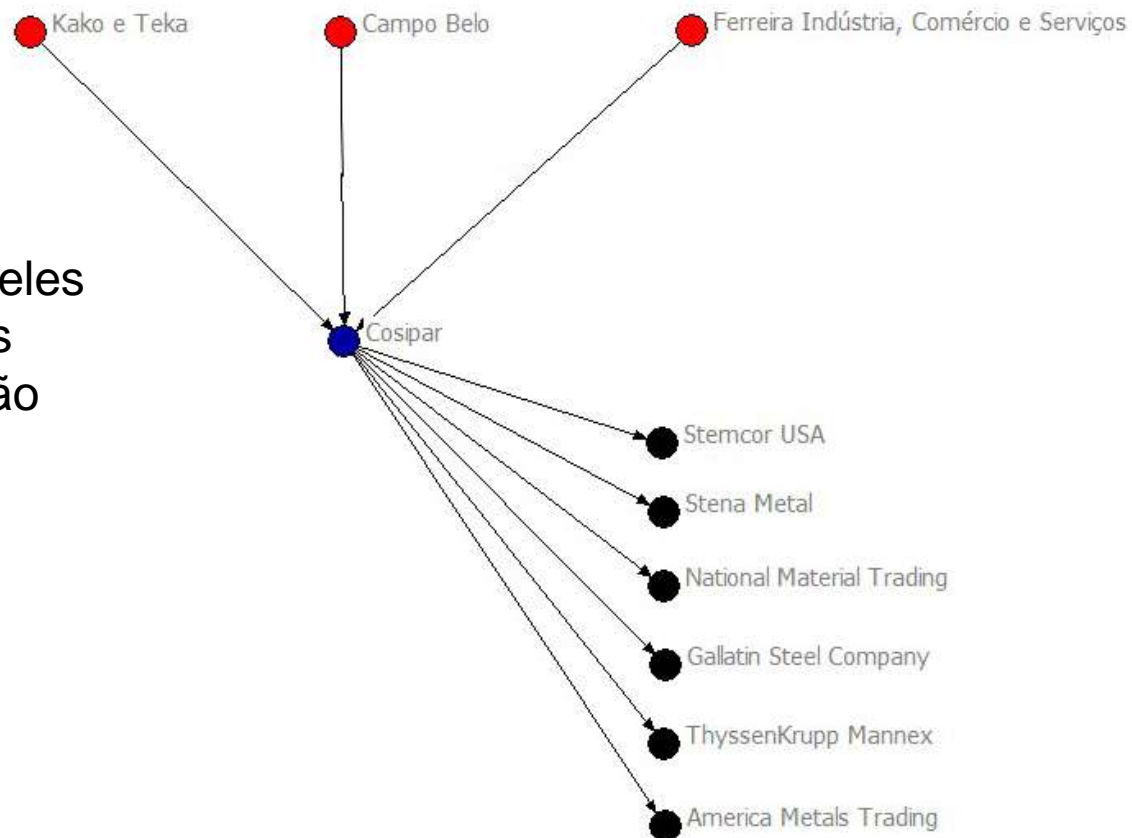 Kako e Teka
Campo Belo
Ferreira Indústria, Comércio e Serviços
eles
s
ão
Cosipar
Stemcor USA
Stena Metal
National Material Trading
Gallatin Steel Company
ThyssenKrupp Mannex
America Metals Trading